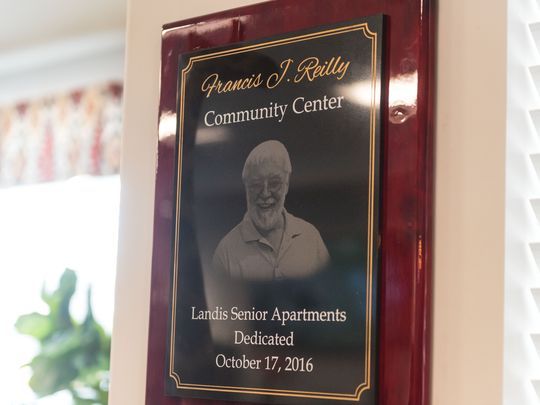 Francis J. Reilly
Community Center
Landis Senior Apartments
Dedicated
October 17, 2016